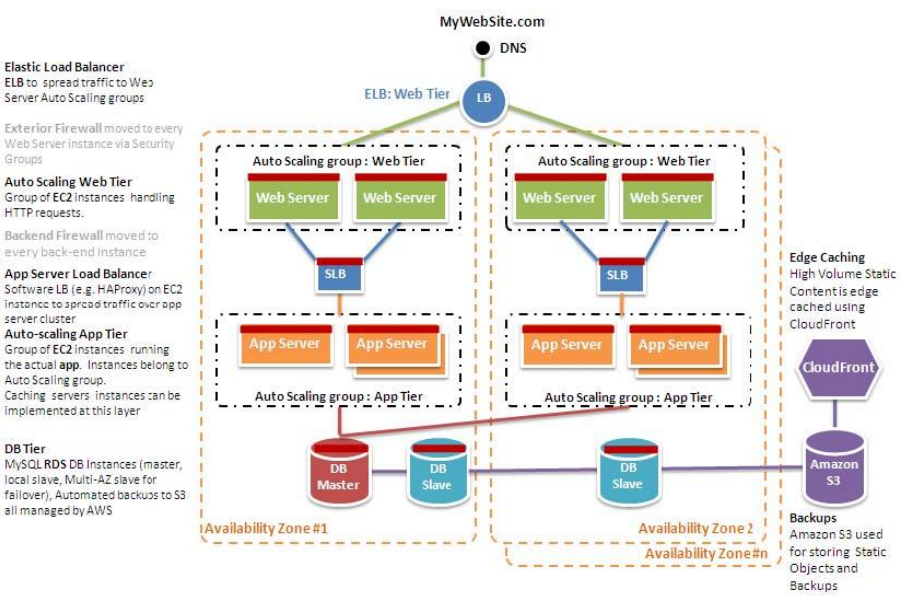 MyWebSite.com
DNS
Elastic Load Balancer
ELB to spread traffic to Web
Server Auto Scaling groups
ELB: Web Tier
LB
Exterior Firewall moved to every
Web Server instance via Security
Groups
Auto Scaling Web Tier
Group of EC2 instances handling
HTTP requests.
Backend Firewall moved to
every back-end instance
App Server Load Balancer
Software LB (e.g. HAProxy) on EC2
instance to spread traffic over app
server cluster
Auto-scaling App Tier
Group of EC2 instances running
the actual app. Instances belong to
Auto Scaling group.
Caching servers instances can be
implemented at this layer
DB Tier
MySQL RDS DB Instances (master,
local slave, Multi-AZ slave for
failover), Automated backups to S3
all managed by AWS
Auto Scaling group : Web Tier
Web Server
Web Server
SLB
App Server
App Server
Auto Scaling group : App Tier
DB
Master
DB
Slave
Availability Zone #1
Auto Scaling group : Web Tier
Web Server
Web Server
SLB
App Server
App Server
Auto Scaling group : App Tier
DB
Slave
Availability Zone 2
Availability Zone#n
Edge Caching
High Volume Static
Content is edge
cached using
CloudFront
CloudFront
Amazon
S3
Backups
Amazon S3 used
for storing Static
Objects and
Backups